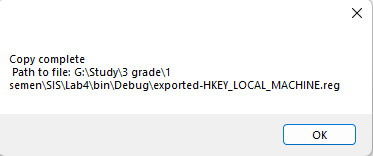 Copy complete
Path to file: G:\Study\3 grade\1
semen\SIS\Lab4\bin\Debug\exported-HKEY_LOCAL_MACHINE.reg
OK